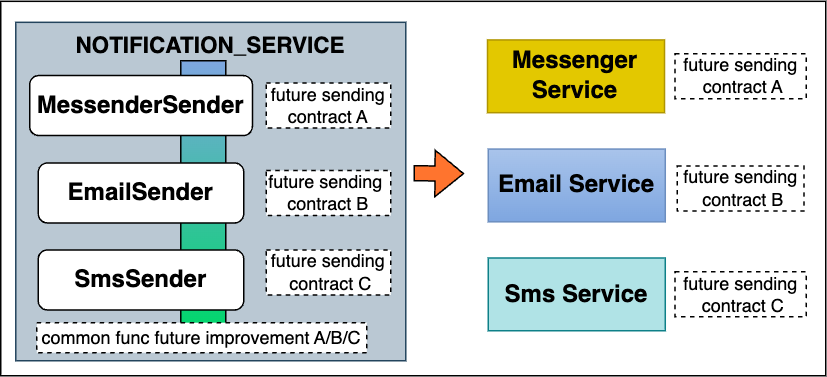 NOTIFICATION_SERVICE
MessenderSender
future sending
contract A
EmailSender
future sending
contract B
SmsSender
future sending
contract C
common func future improvement A/B/C
Messenger
Service
future sending
contract A
Email Service
future sending
contract B
Sms Service
future sending
contract C